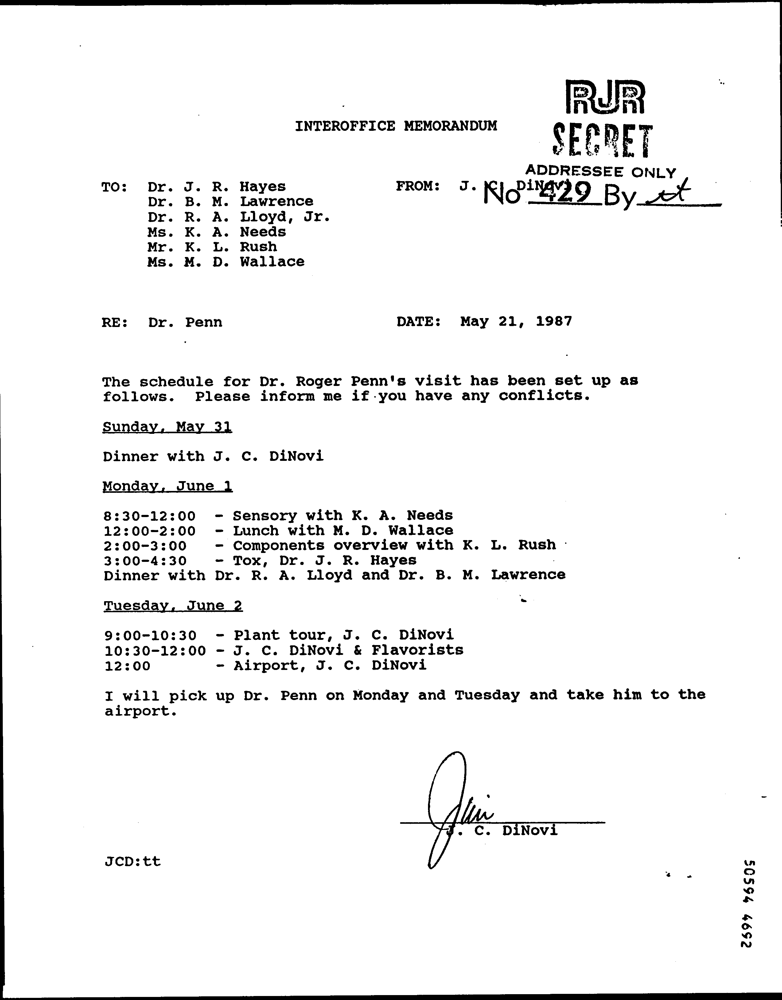 RJR
SECRET
INTEROFFICE MEMORANDUM
ADDRESSEE ONLY
No 429 By tt
TO: Dr. J. R. Hayes
FROM: J. C. DiNovi
Dr. B. M. Lawrence
Dr. R. A. Lloyd, Jr.
Ms. K. A. Needs
Mr. K. L. Rush
Ms. M. D. Wallace
RE: Dr. Penn
DATE: May 21, 1987
The schedule for Dr. Roger Penn's visit has been set up as
follows. Please inform me if you have any conflicts.
Sunday, May 31
Dinner with J. C. DiNovi
Monday, June 1
8:30-12:00 - Sensory with K. A. Needs
12:00-2:00 - Lunch with M. D. Wallace
2:00-3:00 - Components overview with K. L. Rush
3:00-4:30 - Tox, Dr. J. R. Hayes
Dinner with Dr. R. A. Lloyd and Dr. B. M. Lawrence
Tuesday, June 2
9:00-10:30 - Plant tour, J. C. DiNovi
10:30-12:00 - J. C. DiNovi & Flavorists
12:00 - Airport, J. C. DiNovi
I will pick up Dr. Penn on Monday and Tuesday and take him to the
airport.
Jim
J. C. DiNovi
JCD:tt
50594 4692